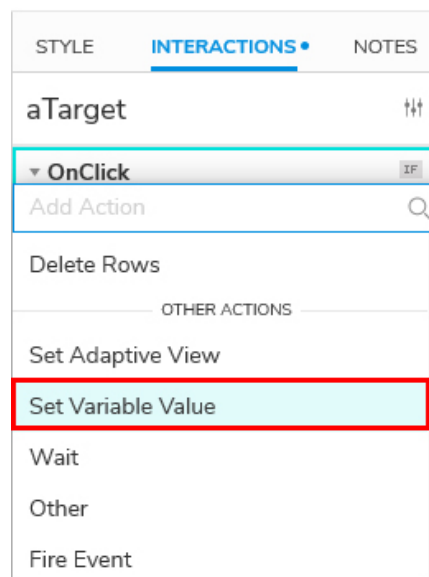 STYLE INTERACTIONS NOTES
aTarget
OnClick IF
Add Action
Delete Rows
OTHER ACTIONS
Set Adaptive View
Set Variable Value
Wait
Other
Fire Event